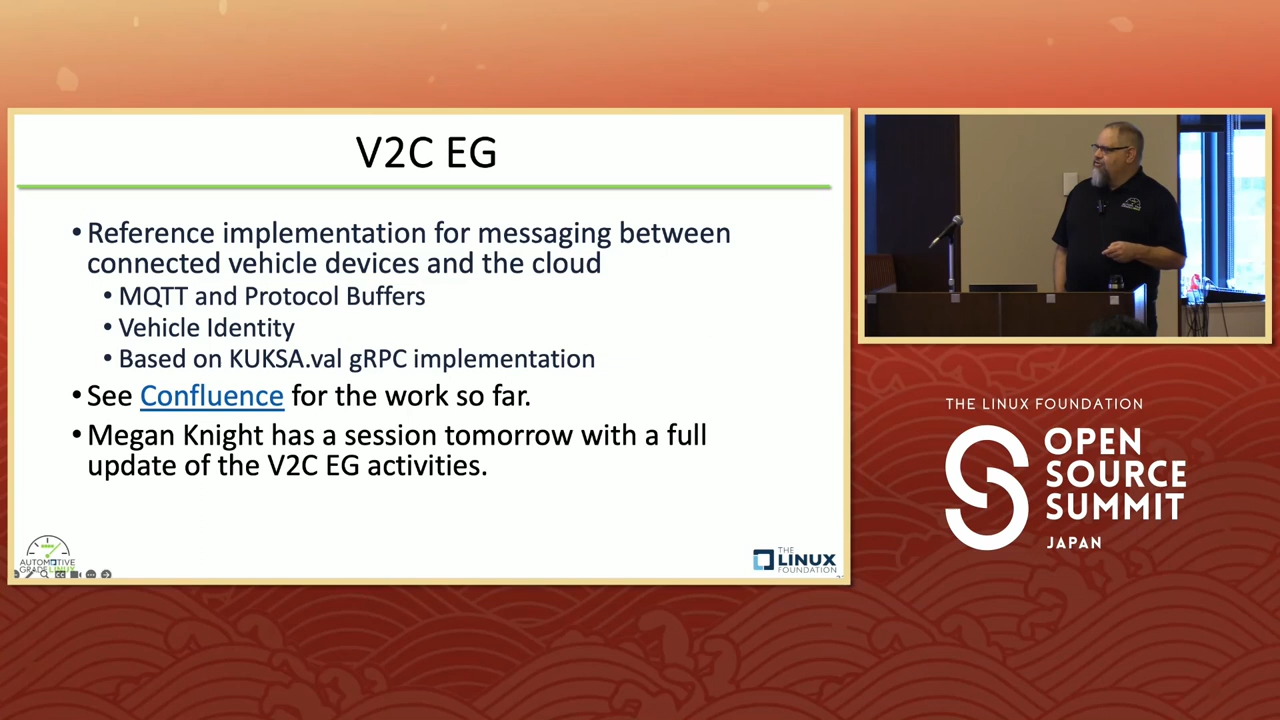 V2C EG
• Reference implementation for messaging between
connected vehicle devices and the cloud
• MQTT and Protocol Buffers
• Vehicle Identity
• Based on KUKSA.val gRPC implementation
• See Confluence for the work so far.
• Megan Knight has a session tomorrow with a full
update of the V2C EG activities.
AUTOMOTIVE
GRADELINUX
THE
LINUX
FOUNDATION
THE LINUX FOUNDATION
OPEN
SOURCE
SUMMIT
JAPAN